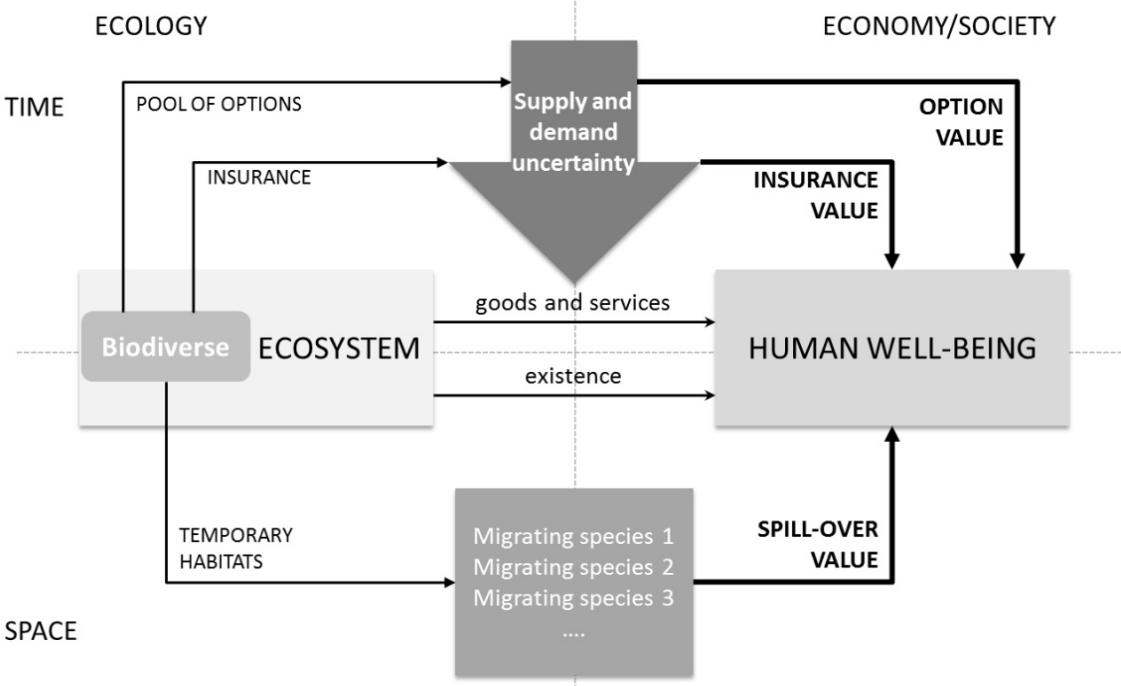 ECOLOGY
ECONOMY/SOCIETY
TIME
POOL OF OPTIONS
Supply and
demand
uncertainty
OPTION
VALUE
INSURANCE
INSURANCE
VALUE
goods and services
Biodiverse
ECOSYSTEM
HUMAN WELL-BEING
existence
TEMPORARY
HABITATS
Migrating species 1
Migrating species 2
Migrating species 3
....
SPILL-OVER
VALUE
SPACE